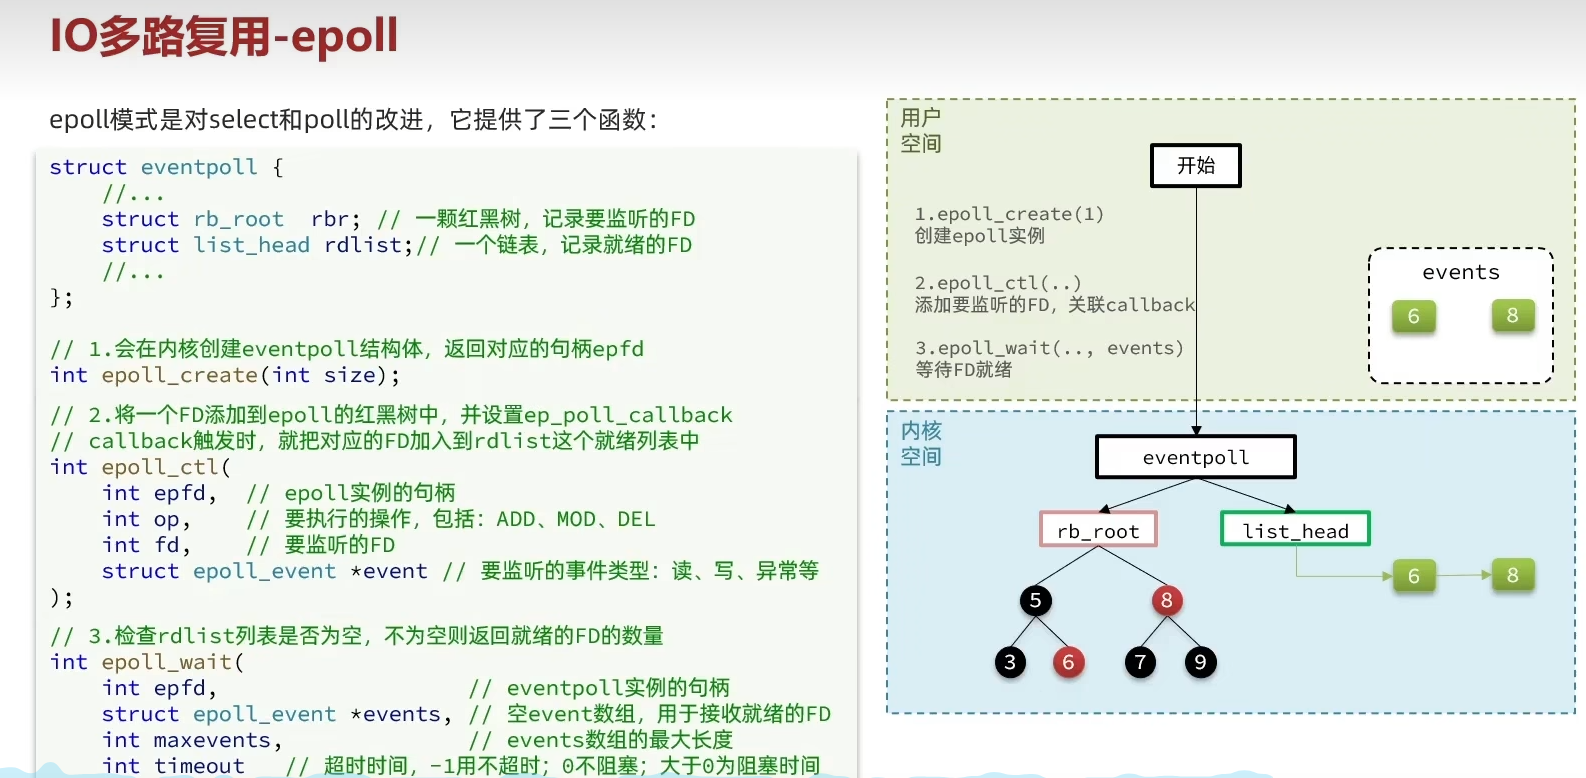 IO多路复用-epoll
epoll模式是对select和poll的改进，它提供了三个函数：
struct eventpoll {
    //...
    struct rb_root  rbr; // 一颗红黑树，记录要监听的FD
    struct list_head rdlist;// 一个链表，记录就绪的FD
    //...
};
// 1.会在内核创建eventpoll结构体，返回对应的句柄epfd
int epoll_create(int size);
// 2.将一个FD添加到epoll的红黑树中，并设置ep_poll_callback
// callback触发时，就把对应的FD加入到rdlist这个就绪列表中
int epoll_ctl(
    int epfd,  // epoll实例的句柄
    int op,    // 要执行的操作，包括：ADD、MOD、DEL
    int fd,    // 要监听的FD
    struct epoll_event *event // 要监听的事件类型：读、写、异常等
);
// 3.检查rdlist列表是否为空，不为空则返回就绪的FD的数量
int epoll_wait(
    int epfd,                   // eventpoll实例的句柄
    struct epoll_event *events, // 空event数组，用于接收就绪的FD
    int maxevents,              // events数组的最大长度
    int timeout   // 超时时间，-1用不超时；0不阻塞；大于0为阻塞时间
用户
空间
开始
1.epoll_create(1)
创建epoll实例
2.epoll_ctl(..)
添加要监听的FD，关联callback
3.epoll_wait(.., events)
等待FD就绪
events
6 8
内核
空间
eventpoll
rb_root
list_head
6 8
5 8
3 6 7 9